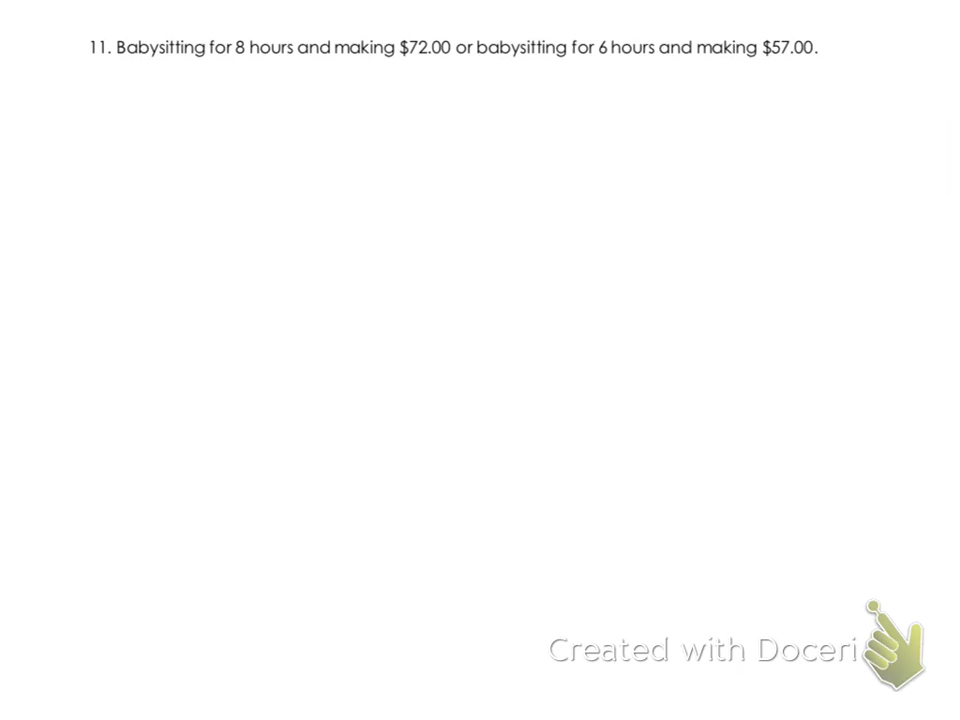 11. Babysitting for 8 hours and making $72.00 or babysitting for 6 hours and making $57.00.
Created with Doceri